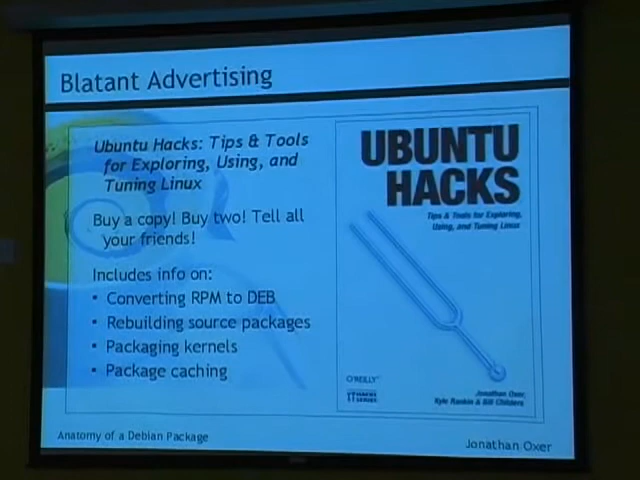 Blatant Advertising
Ubuntu Hacks: Tips & Tools
for Exploring, Using, and
Tuning Linux
Buy a copy! Buy two! Tell all
your friends!
Includes info on:
• Converting RPM to DEB
• Rebuilding source packages
• Packaging kernels
• Package caching
UBUNTU
HACKS
Tips & Tools for Exploring,
Using, and Tuning Linux
O'REILLY
HACKS
SERIES
Jonathan Oxer,
Kyle Rankin & Bill Childers
Anatomy of a Debian Package
Jonathan Oxer